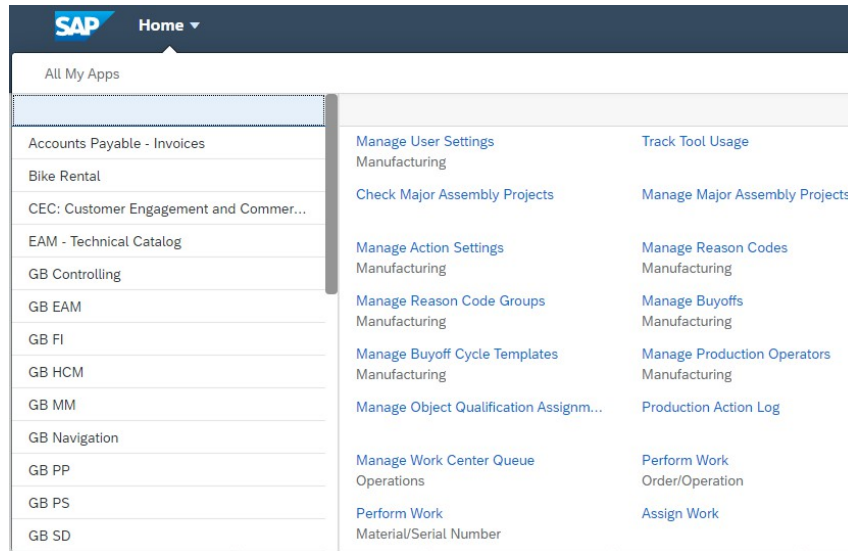 SAP Home
All My Apps
Accounts Payable - Invoices
Bike Rental
CEC: Customer Engagement and Commer...
EAM - Technical Catalog
GB Controlling
GB EAM
GB FI
GB HCM
GB MM
GB Navigation
GB PP
GB PS
GB SD
Manage User Settings
Manufacturing
Track Tool Usage
Check Major Assembly Projects
Manage Major Assembly Projects
Manage Action Settings
Manufacturing
Manage Reason Codes
Manufacturing
Manage Reason Code Groups
Manufacturing
Manage Buyoffs
Manufacturing
Manage Buyoff Cycle Templates
Manufacturing
Manage Production Operators
Manufacturing
Manage Object Qualification Assignm...
Production Action Log
Manage Work Center Queue
Operations
Perform Work
Order/Operation
Perform Work
Material/Serial Number
Assign Work